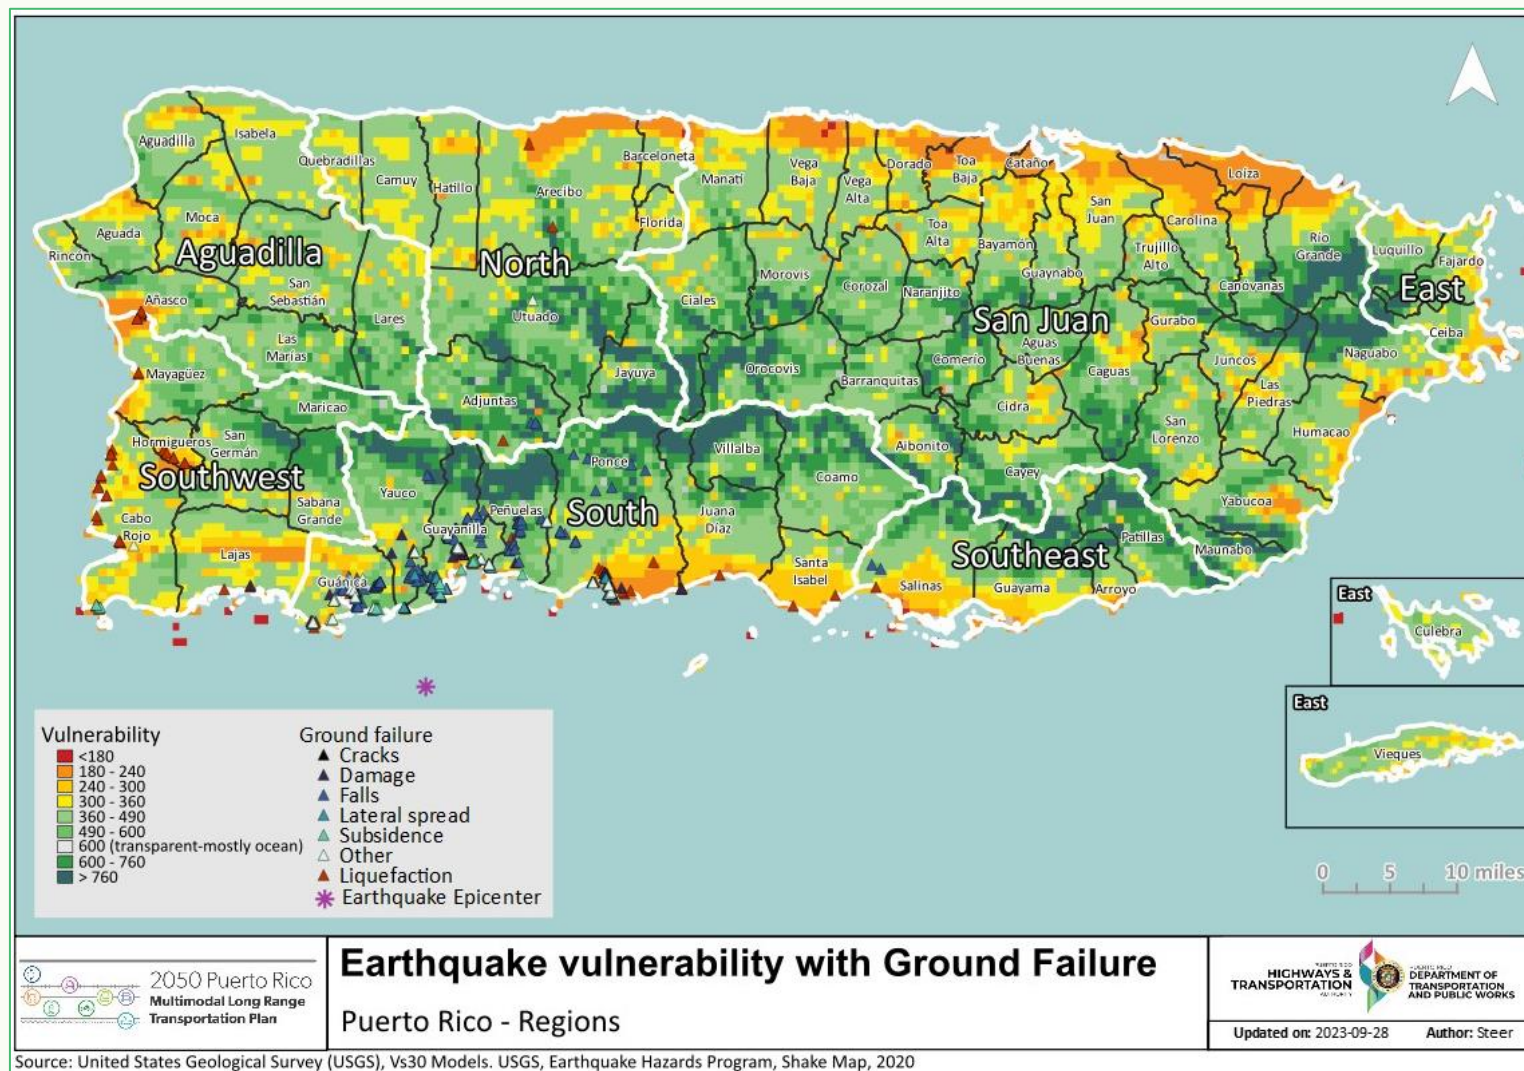 Aguadilla
Isabela
Quebradillas
Camuy
Hatillo
Arecibo
Barceloneta
Florida
Manatí
Vega
Baja
Vega
Alta
Dorado
Toa
Baja
Cataño
San
Juan
Carolina
Loiza
Rincón
Aguada
Moca
Aguadilla
San
Sebastián
Lares
Añasco
Las
Marías
North
Utuado
Adjuntas
Jayuya
Ciales
Morovis
Corozal
Naranjito
Toa
Alta
Bayamón
Guaynabo
Trujillo
Alto
Canóvanas
Río
Grande
San Juan
Orocovis
Barranquitas
Comerío
Aguas
Buenas
Gurabo
Caguas
Juncos
Las
Piedras
Cidra
Aibonito
Cayey
San
Lorenzo
Humacao
Naguabo
Yabucoa
Maunabo
Luquillo
Fajardo
East
Ceiba
Mayagüez
Maricao
Hormigueros
San
Germán
Southwest
Sabana
Grande
Cabo
Rojo
Lajas
Guánica
Yauco
Guayanilla
Peñuelas
Ponce
South
Villalba
Juana
Díaz
Coamo
Santa
Isabel
Southeast
Salinas
Guayama
Arroyo
Patillas
East
Culebra
East
Vieques
Vulnerability
<180
180 - 240
240 - 300
300 - 360
360 - 490
490 - 600
600 (transparent-mostly ocean)
600 - 760
> 760
Ground failure
Cracks
Damage
Falls
Lateral spread
Subsidence
Other
Liquefaction
Earthquake Epicenter
0 5 10 miles
2050 Puerto Rico
Multimodal Long Range
Transportation Plan
Earthquake vulnerability with Ground Failure
Puerto Rico - Regions
PUERTO RICO
HIGHWAYS &
TRANSPORTATION
AUTHORITY
PUERTO RICO
DEPARTMENT OF
TRANSPORTATION
AND PUBLIC WORKS
Updated on: 2023-09-28 Author: Steer
Source: United States Geological Survey (USGS), Vs30 Models. USGS, Earthquake Hazards Program, Shake Map, 2020